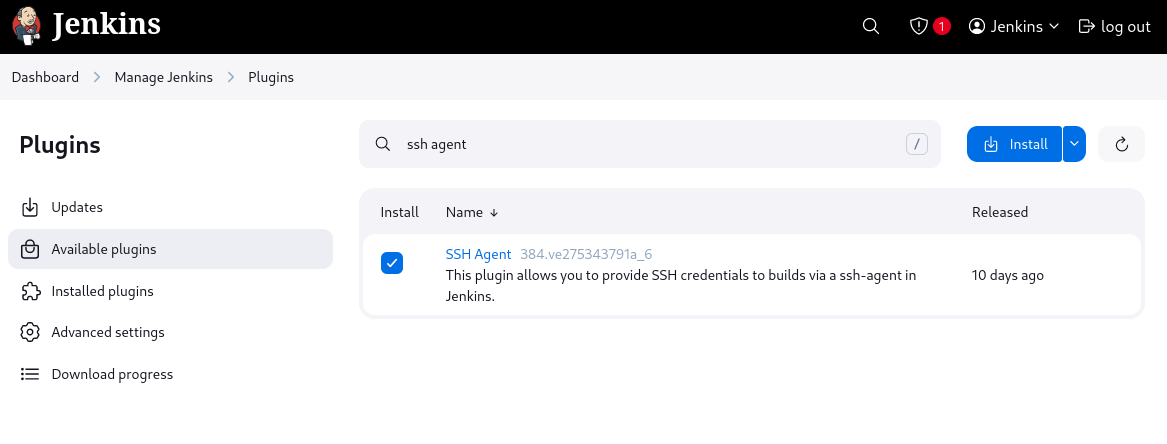 Jenkins
1
Jenkins
log out
Dashboard
Manage Jenkins
Plugins
Plugins
ssh agent
/
Install
Updates
Available plugins
Installed plugins
Advanced settings
Download progress
Install
Name ↓
Released
SSH Agent 384.ve275343791a_6
This plugin allows you to provide SSH credentials to builds via a ssh-agent in
Jenkins.
10 days ago